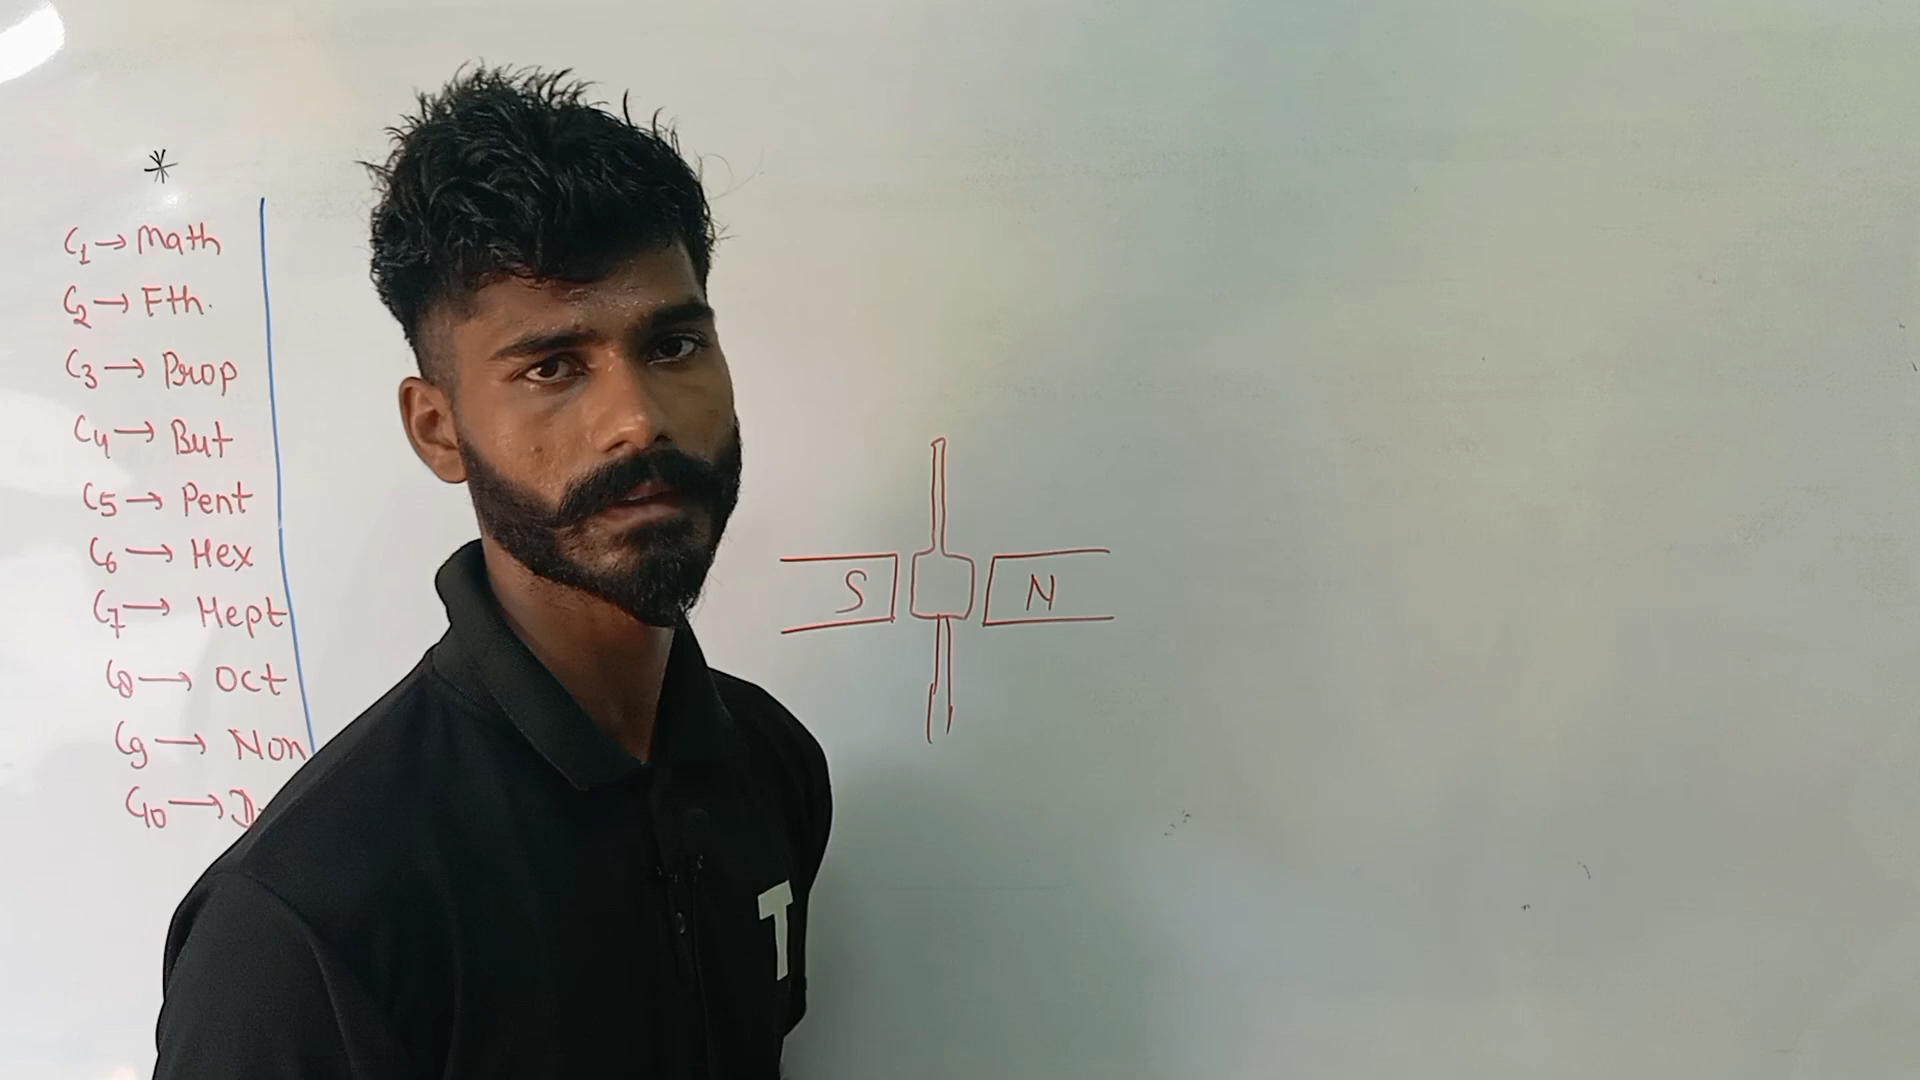 *
C1 → Math
C2 → Eth.
C3 → Prop
C4 → But
C5 → Pent
C6 → Hex
C7 → Hept
C8 → Oct
C9 → Non
C10 → D
S N
T